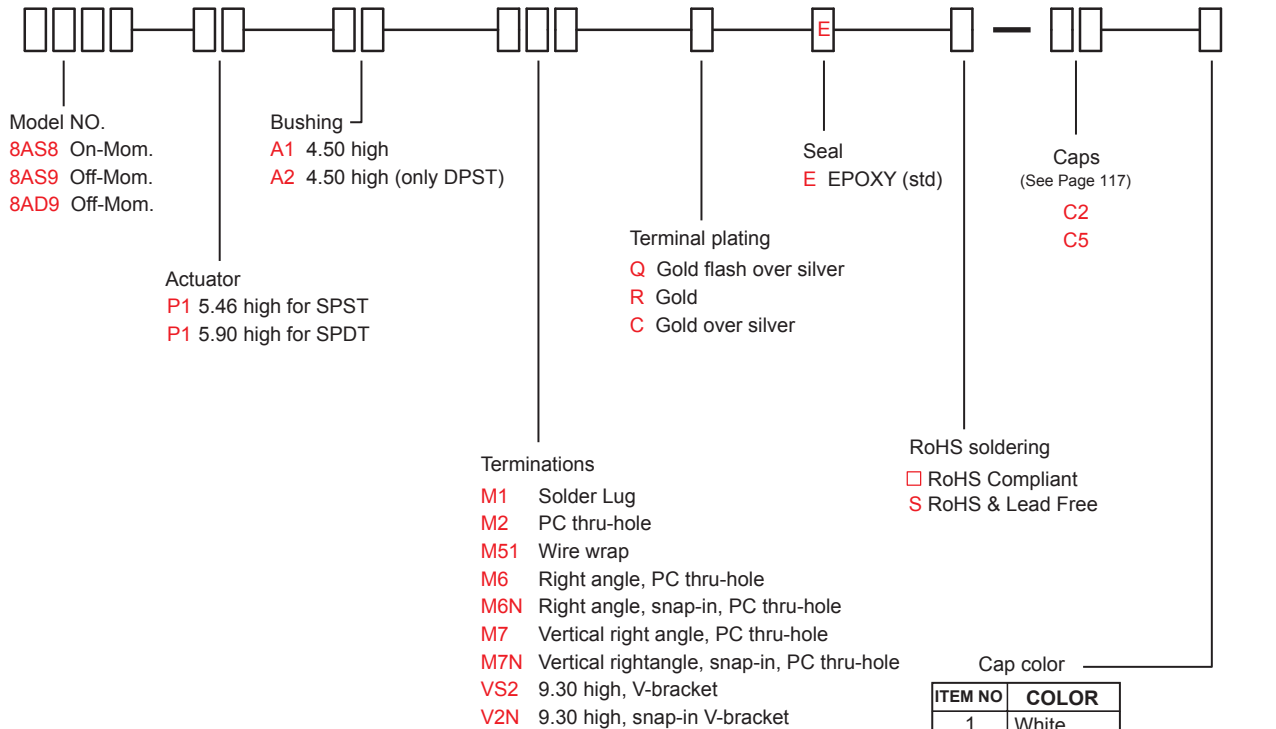 E
Model NO.
8AS8 On-Mom.
8AS9 Off-Mom.
8AD9 Off-Mom.
Bushing
A1 4.50 high
A2 4.50 high (only DPST)
Seal
E EPOXY (std)
Caps
(See Page 117)
C2
C5
Actuator
P1 5.46 high for SPST
P1 5.90 high for SPDT
Terminal plating
Q Gold flash over silver
R Gold
C Gold over silver
Terminations
M1 Solder Lug
M2 PC thru-hole
M51 Wire wrap
M6 Right angle, PC thru-hole
M6N Right angle, snap-in, PC thru-hole
M7 Vertical right angle, PC thru-hole
M7N Vertical rightangle, snap-in, PC thru-hole
VS2 9.30 high, V-bracket
V2N 9.30 high, snap-in V-bracket
RoHS soldering
□ RoHS Compliant
S RoHS & Lead Free
Cap color
ITEM NO COLOR
1 White